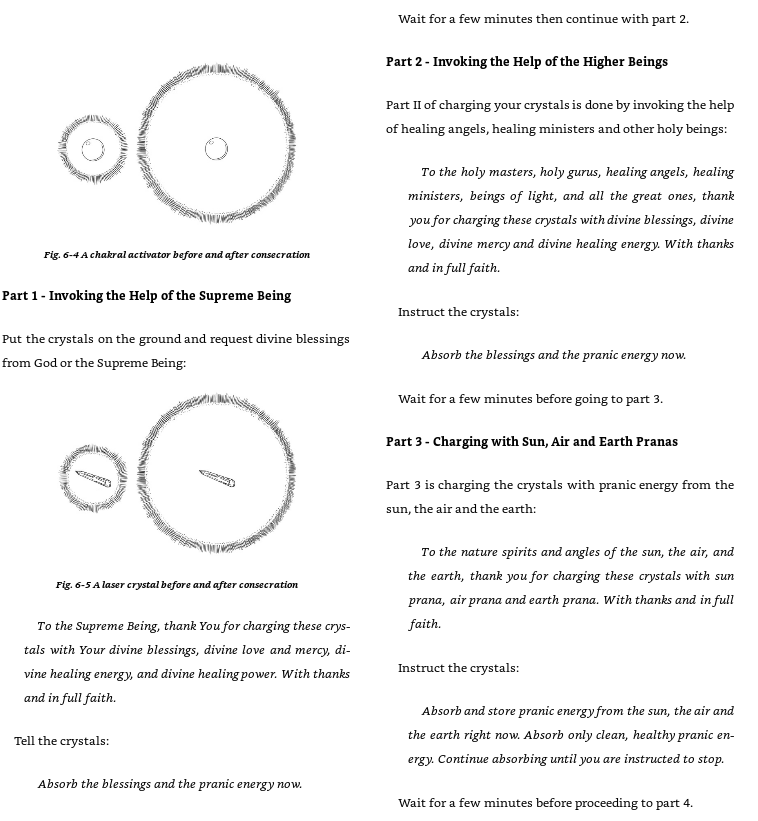 Fig. 6-4 A chakral activator before and after consecration
Part 1 - Invoking the Help of the Supreme Being
Put the crystals on the ground and request divine blessings
from God or the Supreme Being:
Fig. 6-5 A laser crystal before and after consecration
To the Supreme Being, thank You for charging these crys-
tals with Your divine blessings, divine love and mercy, di-
vine healing energy, and divine healing power. With thanks
and in full faith.
Tell the crystals:
Absorb the blessings and the pranic energy now.
Wait for a few minutes then continue with part 2.
Part 2 - Invoking the Help of the Higher Beings
Part II of charging your crystals is done by invoking the help
of healing angels, healing ministers and other holy beings:
To the holy masters, holy gurus, healing angels, healing
ministers, beings of light, and all the great ones, thank
you for charging these crystals with divine blessings, divine
love, divine mercy and divine healing energy. With thanks
and in full faith.
Instruct the crystals:
Absorb the blessings and the pranic energy now.
Wait for a few minutes before going to part 3.
Part 3 - Charging with Sun, Air and Earth Pranas
Part 3 is charging the crystals with pranic energy from the
sun, the air and the earth:
To the nature spirits and angles of the sun, the air, and
the earth, thank you for charging these crystals with sun
prana, air prana and earth prana. With thanks and in full
faith.
Instruct the crystals:
Absorb and store pranic energy from the sun, the air and
the earth right now. Absorb only clean, healthy pranic en-
ergy. Continue absorbing until you are instructed to stop.
Wait for a few minutes before proceeding to part 4.